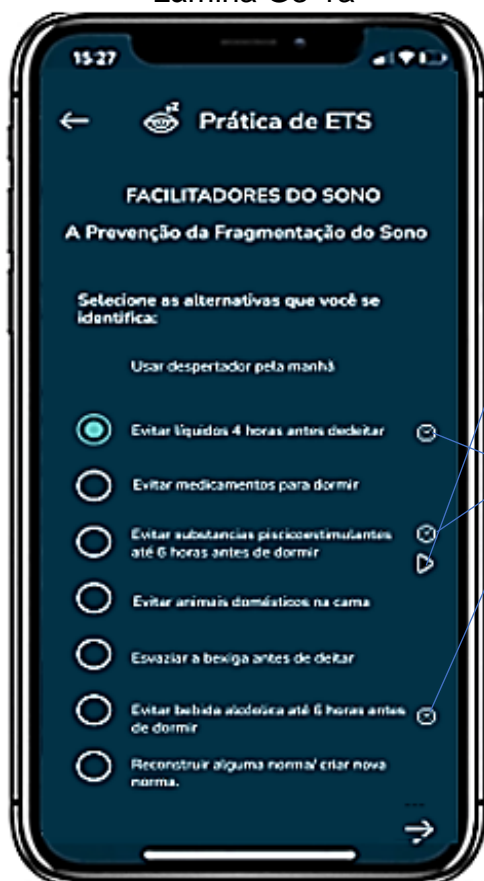 Lâmina G3-1a
15:27
Prática de ETS
FACILITADORES DO SONO
A Prevenção da Fragmentação do Sono
Selecione as alternativas que você se
identifica:
Usar despertador pela manhã
Evitar líquidos 4 horas antes dedeitar
Evitar medicamentos para dormir
Evitar substancias piscicoestimulantes
até 6 horas antes de dormir
Evitar animais domésticos na cama
Esvaziar a bexiga antes de deitar
Evitar bebida alcóolica até 6 horas antes
de dormir
Reconstruir alguma norma/ criar nova
norma.